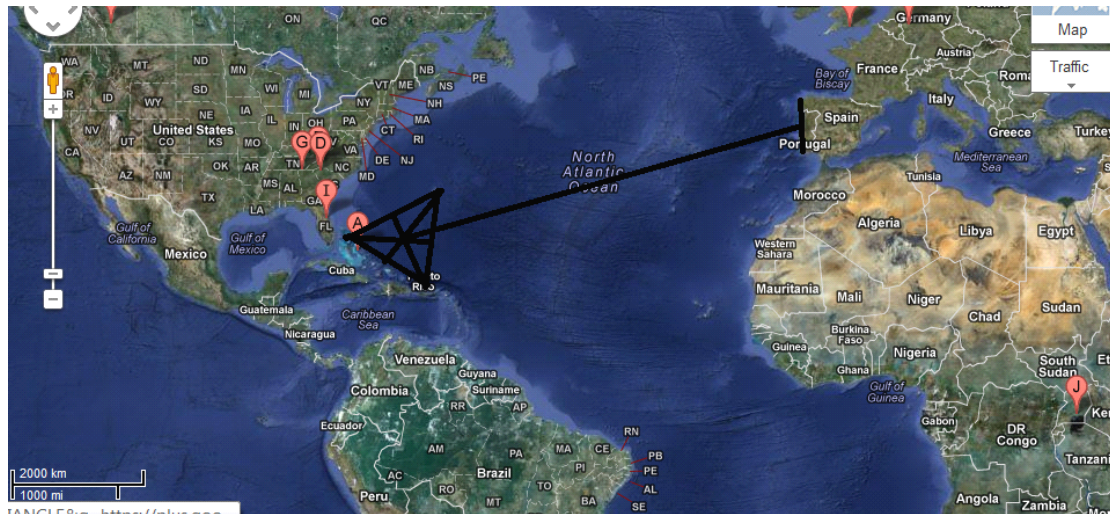 ON
QC
Germany
Map
WA
MT
ND
MN
NB
PE
Austria
Bay of
Biscay
France
Traffic
OR
ID
SD
WI
MI
VT
ME
NS
NH
Roma
WY
NE
IA
NY
MA
Italy
NV
United States
IL
IN
OH
PA
CT
RI
Spain
Portugal
Greece
Turkey
UT
CO
KS
MO
G
D
VA
DE
NJ
North
Atlantic
Ocean
Mediterranean
Sea
CA
AZ
NM
OK
AR
TN
NC
MD
Tunisia
TX
MS
AL
GA
I
Morocco
LA
FL
A
Algeria
Libya
Egypt
Gulf of
California
Gulf of
Mexico
Mexico
Western
Sahara
Cuba
Mauritania
Mali
Niger
Chad
Sudan
Guatemala
Caribbean
Sea
Nicaragua
Guinea
Burkina
Faso
Nigeria
South
Sudan
Ghana
Venezuela
Guyana
Suriname
Colombia
Gulf of
Guinea
J
RR
AP
Ecuador
Gabon
DR
Congo
RN
AM
PA
MA
CE
PB
Tanzani
2000 km
PI
PE
1000 mi
AC
RO
Brazil
TO
AL
Peru
MT
BA
SE
Angola
Zambia